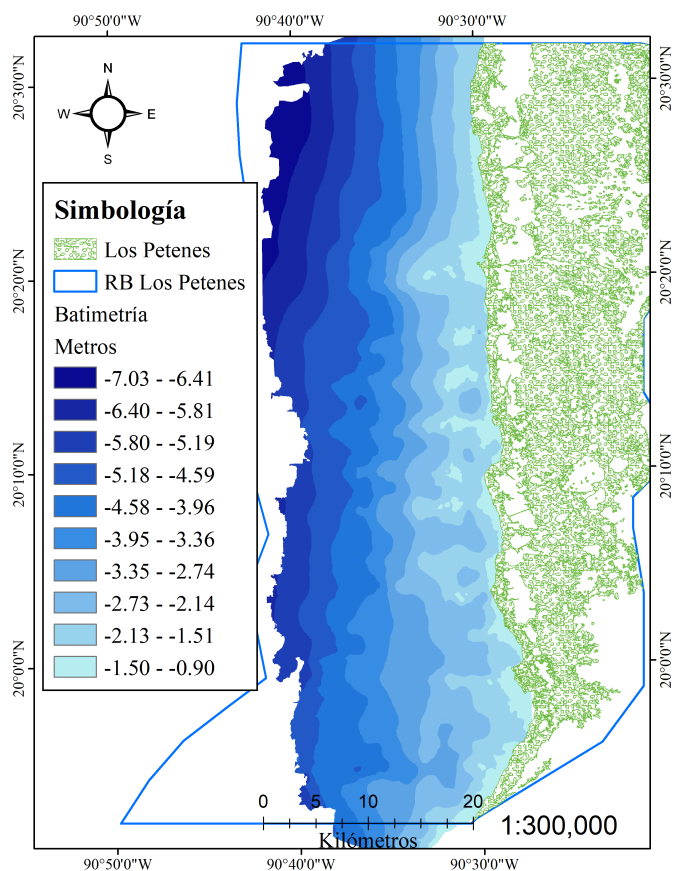 90°50'0"W 90°40'0"W 90°30'0"W
20°30'0"N
20°30'0"N
N
W E
S
Simbología
Los Petenes
RB Los Petenes
Batimetría
Metros
-7.03 - -6.41
-6.40 - -5.81
-5.80 - -5.19
-5.18 - -4.59
-4.58 - -3.96
-3.95 - -3.36
-3.35 - -2.74
-2.73 - -2.14
-2.13 - -1.51
-1.50 - -0.90
20°20'0"N
20°20'0"N
20°10'0"N
20°10'0"N
20°0'0"N
20°0'0"N
0 5 10 20
Kilómetros
1:300,000
90°50'0"W 90°40'0"W 90°30'0"W